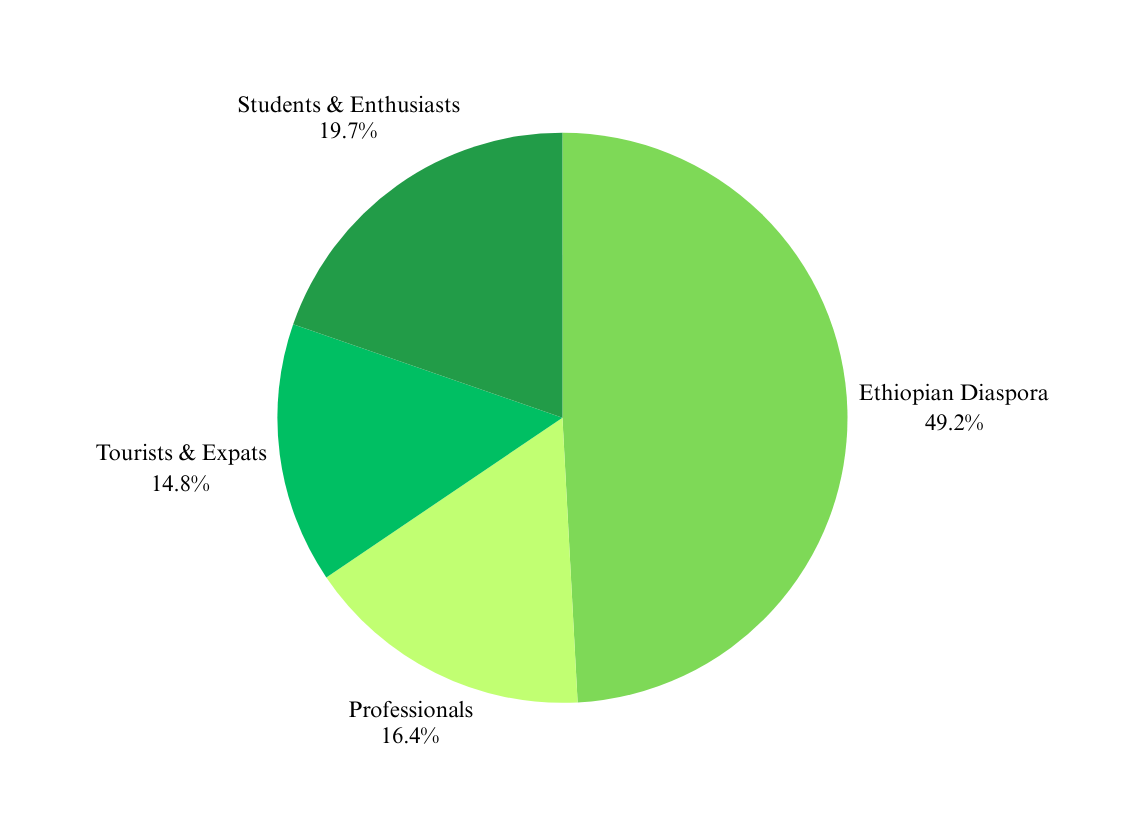 Students & Enthusiasts
19.7%
Ethiopian Diaspora
49.2%
Tourists & Expats
14.8%
Professionals
16.4%